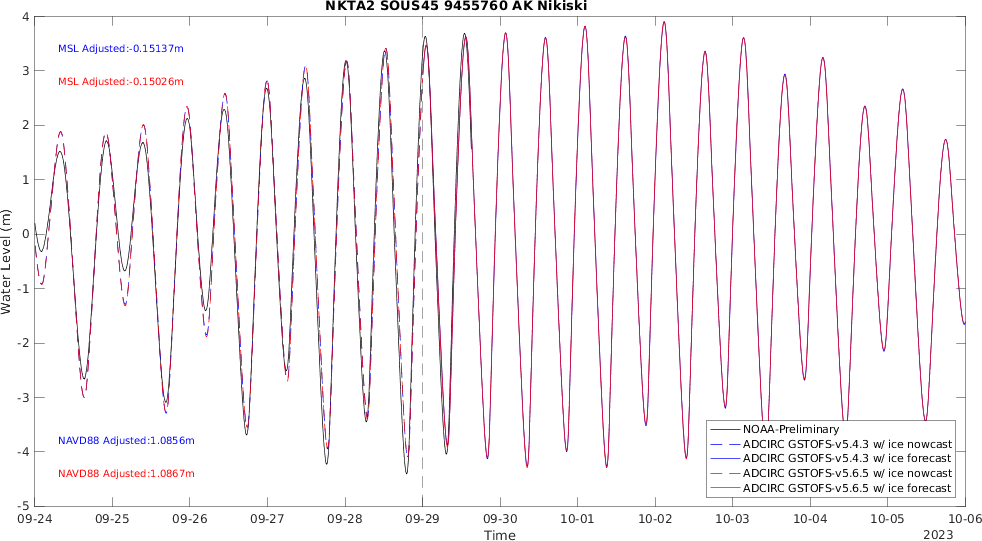 NKTA2 SOUS45 9455760 AK Nikiski
MSL Adjusted:-0.15137m
MSL Adjusted:-0.15026m
NAVD88 Adjusted:1.0856m
NAVD88 Adjusted:1.0867m
Water Level (m)
4
3
2
1
0
-1
-2
-3
-4
-5
NOAA-Preliminary
ADCIRC GSTOFS-v5.4.3 w/ ice nowcast
ADCIRC GSTOFS-v5.4.3 w/ ice forecast
ADCIRC GSTOFS-v5.6.5 w/ ice nowcast
ADCIRC GSTOFS-v5.6.5 w/ ice forecast
09-24 09-25 09-26 09-27 09-28 09-29 09-30 10-01 10-02 10-03 10-04 10-05 10-06
Time
2023